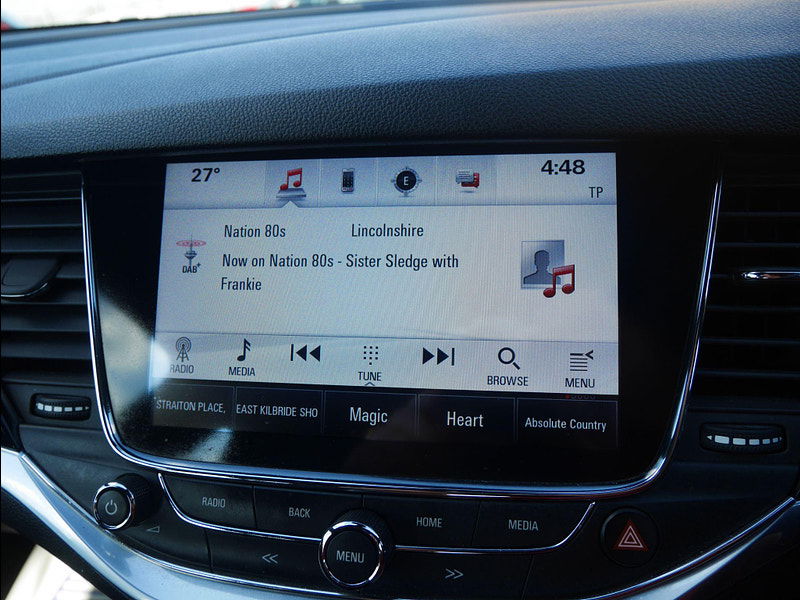 27° 4:48
E
TP
Nation 80s Lincolnshire
DAB+
Now on Nation 80s - Sister Sledge with
Frankie
RADIO MEDIA TUNE BROWSE MENU
STRAITON PLACE, EAST KILBRIDE SHO Magic Heart Absolute Country
RADIO BACK HOME MEDIA
MENU